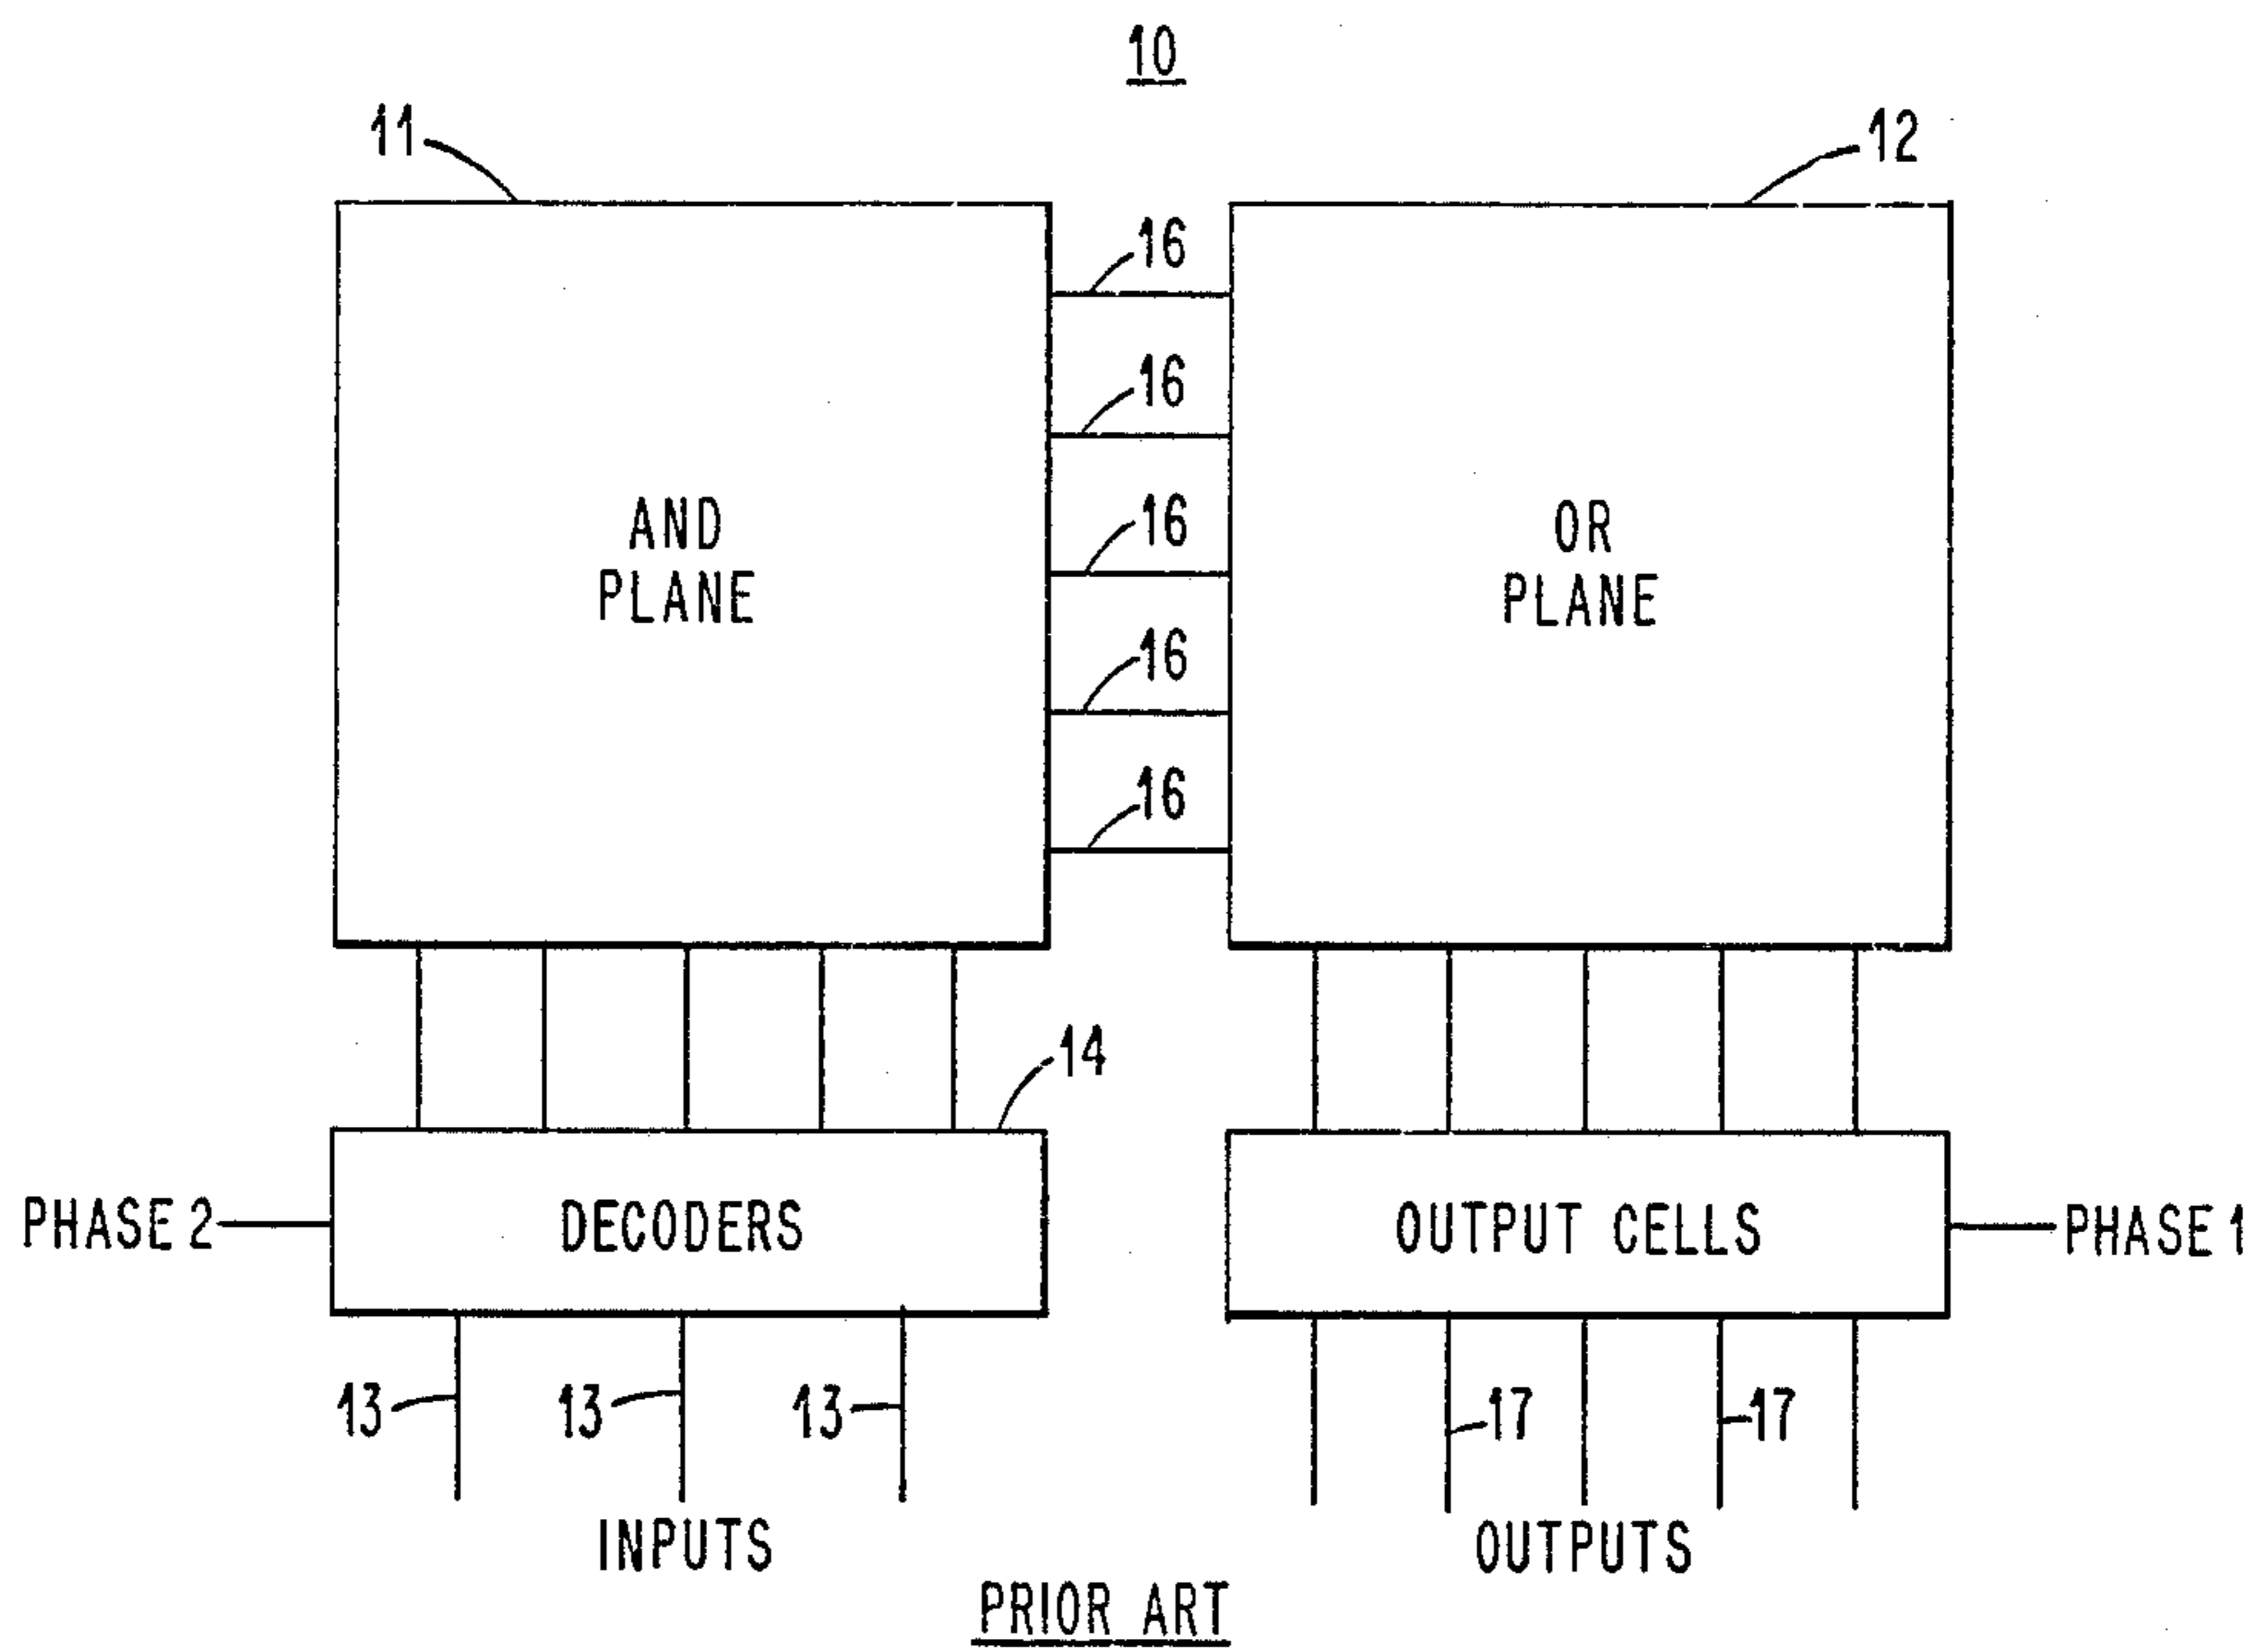 10
11
12
16
16
16
16
16
AND
PLANE
OR
PLANE
14
PHASE 2
DECODERS
OUTPUT CELLS
PHASE 1
13
13
13
17
17
INPUTS
OUTPUTS
PRIOR ART